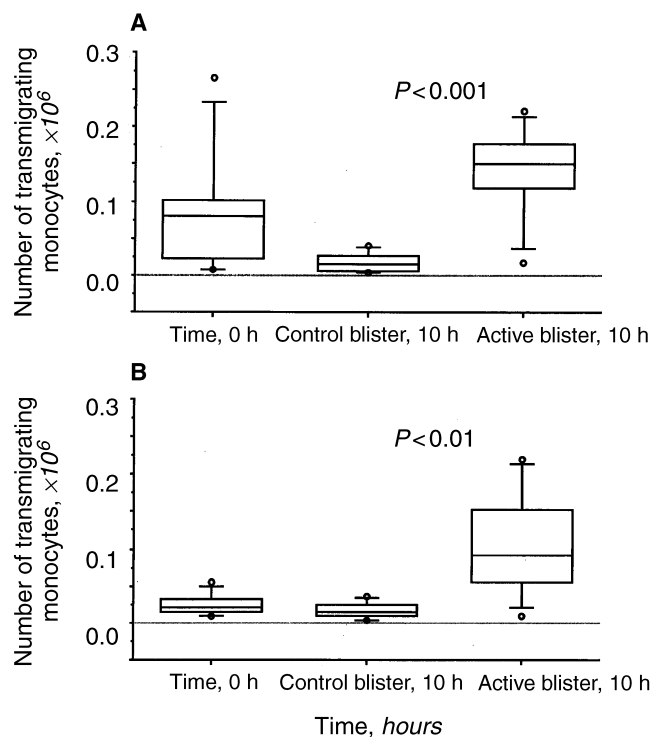 A
Number of transmigrating
monocytes, ×10⁶
0.3
0.2
0.1
0.0
P<0.001
Time, 0 h
Control blister, 10 h
Active blister, 10 h
B
Number of transmigrating
monocytes, ×10⁶
0.3
0.2
0.1
0.0
P<0.01
Time, 0 h
Control blister, 10 h
Active blister, 10 h
Time, hours